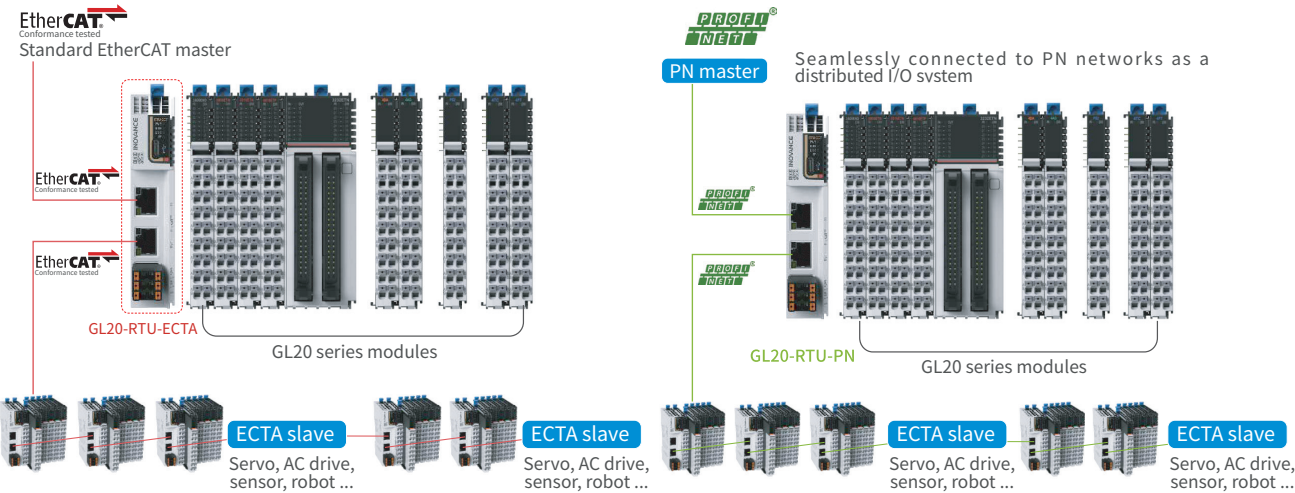 EtherCAT®
Conformance tested
Standard EtherCAT master
EtherCAT®
Conformance tested
EtherCAT®
Conformance tested
INOVANCE
GL20-RTU-ECTA
GL20 series modules
ECTA slave
Servo, AC drive,
sensor, robot ...
ECTA slave
Servo, AC drive,
sensor, robot ...
PROFI
NET®
PN master
Seamlessly connected to PN networks as a
distributed I/O system
PROFI
NET®
PROFI
NET®
INOVANCE
GL20-RTU-PN
GL20 series modules
ECTA slave
Servo, AC drive,
sensor, robot ...
ECTA slave
Servo, AC drive,
sensor, robot ...